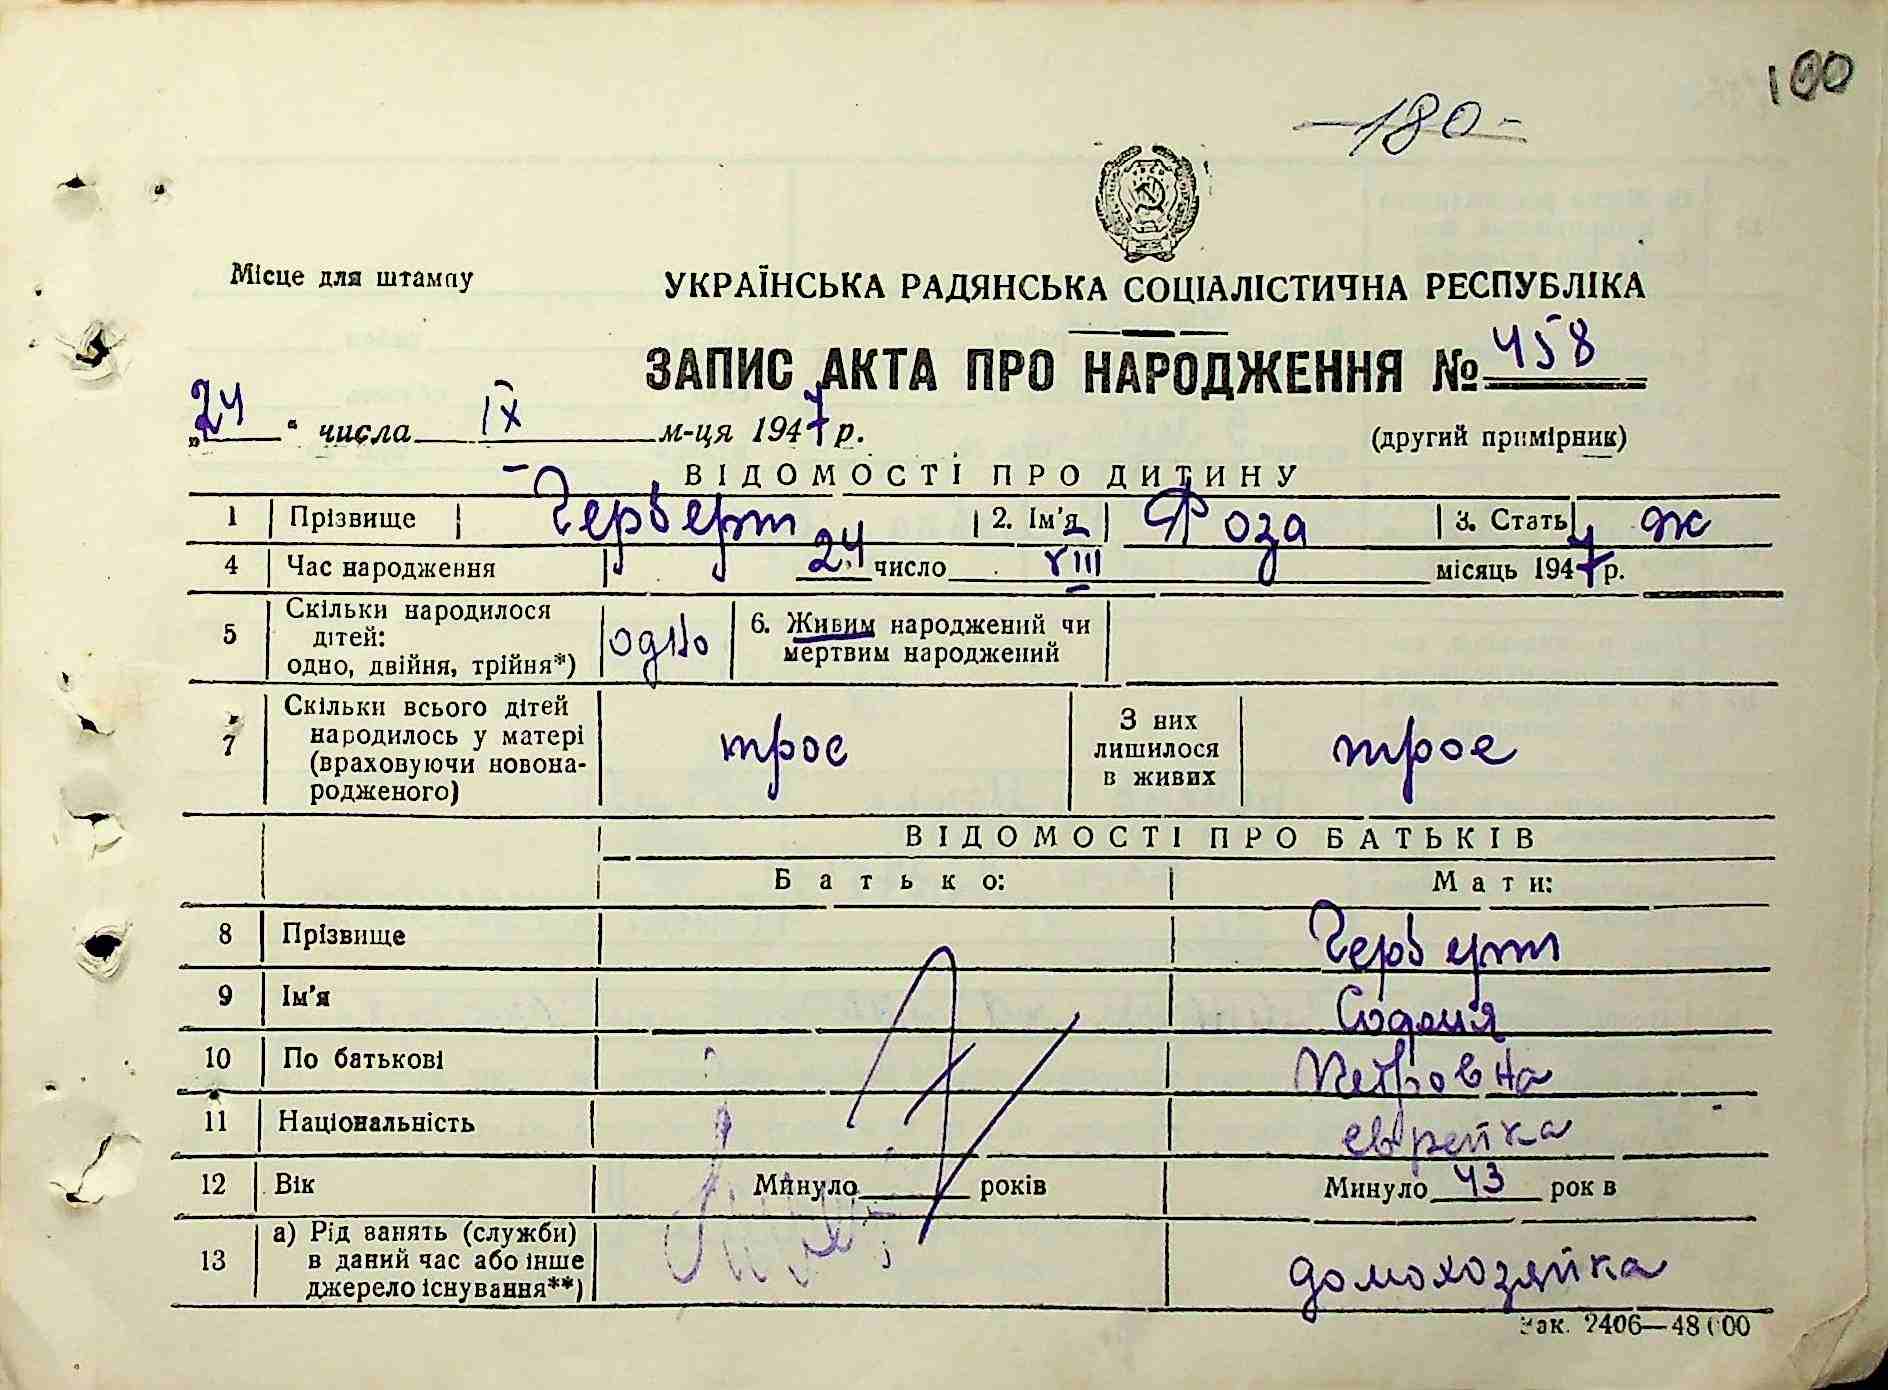 100
-180-
Місце для штампу
УКРАЇНСЬКА РАДЯНСЬКА СОЦІАЛІСТИЧНА РЕСПУБЛІКА
ЗАПИС АКТА ПРО НАРОДЖЕННЯ № 458
„24“ числа IX м-ця 1947 р.
(другий примірник)
ВІДОМОСТІ ПРО ДИТИНУ
1 Прізвище Герберт 2. Ім'я Роза 3. Стать ж
4 Час народження 24 число VIII місяць 1947 р.
5 Скільки народилося дітей: одно, двійня, трійня*) одно 6. Живим народжений чи мертвим народжений
7 Скільки всього дітей народилось у матері (враховуючи новонародженого) трое З них лишилося в живих трое
ВІДОМОСТІ ПРО БАТЬКІВ
Батько: Мати:
8 Прізвище Герберт
9 Ім'я
10 По батькові Петровна
11 Національність еврейка
12 Вік Минуло років Минуло 43 рок в
13 а) Рід занять (служби) в даний час або інше джерело існування**) домохозяйка
Зак. 2406—48000